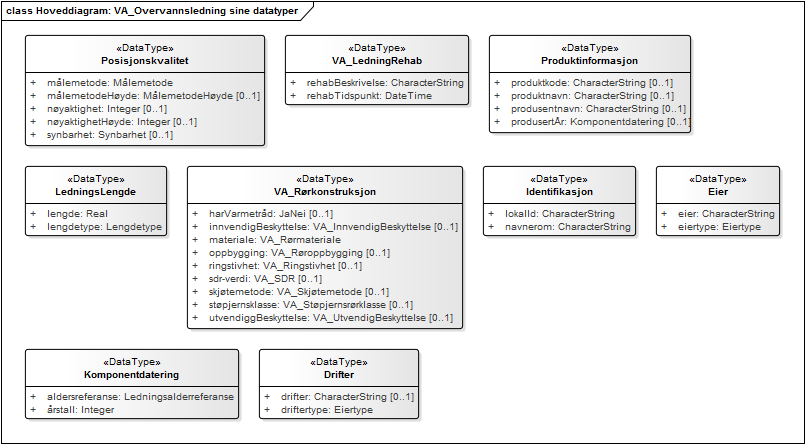 class Hoveddiagram: VA_Overvannsledning sine datatyper
«DataType»
Posisjonskvalitet
+ målemetode: Målemetode
+ målemetodeHøyde: MålemetodeHøyde [0..1]
+ nøyaktighet: Integer [0..1]
+ nøyaktighetHøyde: Integer [0..1]
+ synbarhet: Synbarhet [0..1]
«DataType»
VA_LedningRehab
+ rehabBeskrivelse: CharacterString
+ rehabTidspunkt: DateTime
«DataType»
Produktinformasjon
+ produktkode: CharacterString [0..1]
+ produktnavn: CharacterString [0..1]
+ produsentnavn: CharacterString [0..1]
+ produsertÅr: Komponentdatering [0..1]
«DataType»
LedningsLengde
+ lengde: Real
+ lengdetype: Lengdetype
«DataType»
VA_Rørkonstruksjon
+ harVarmetråd: JaNei [0..1]
+ innvendigBeskyttelse: VA_InnvendigBeskyttelse [0..1]
+ materiale: VA_Rørmateriale
+ oppbygging: VA_Røroppbygging [0..1]
+ ringstivhet: VA_Ringstivhet [0..1]
+ sdr-verdi: VA_SDR [0..1]
+ skjøtemetode: VA_Skjøtemetode [0..1]
+ støpjernsklasse: VA_Støpjernsrørklasse [0..1]
+ utvendiggBeskyttelse: VA_UtvendigBeskyttelse [0..1]
«DataType»
Identifikasjon
+ lokalId: CharacterString
+ navnerom: CharacterString
«DataType»
Eier
+ eier: CharacterString
+ eiertype: Eiertype
«DataType»
Komponentdatering
+ aldersreferanse: Ledningsalderreferanse
+ årstall: Integer
«DataType»
Drifter
+ drifter: CharacterString [0..1]
+ driftertype: Eiertype